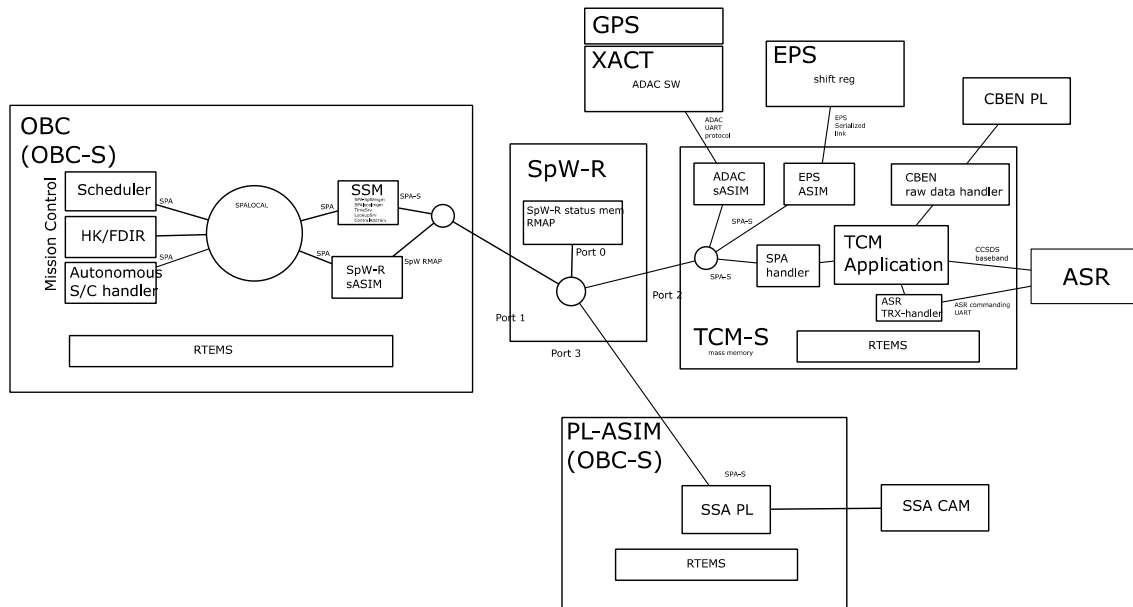 GPS
XACT
ADAC SW
EPS
shift reg
CBEN PL
ADAC
UART
protocol
EPS
Serialized
link
OBC
(OBC-S)
Mission Control
Scheduler
HK/FDIR
Autonomous
S/C handler
SPA
SPA
SPALOCAL
SPA
SPA
SSM
TimeSrv
LookupSrv
SPA-S
SpW-R
sASIM
SpW RMAP
RTEMS
SpW-R
SpW-R status mem
RMAP
Port 0
Port 1
Port 2
Port 3
ADAC
sASIM
EPS
ASIM
CBEN
raw data handler
SPA-S
SPA-S
SPA
handler
TCM
Application
CCSDS
baseband
ASR
ASR
TRX-handler
ASR commanding
UART
TCM-S
mass memory
RTEMS
PL-ASIM
(OBC-S)
SPA-S
SSA PL
SSA CAM
RTEMS